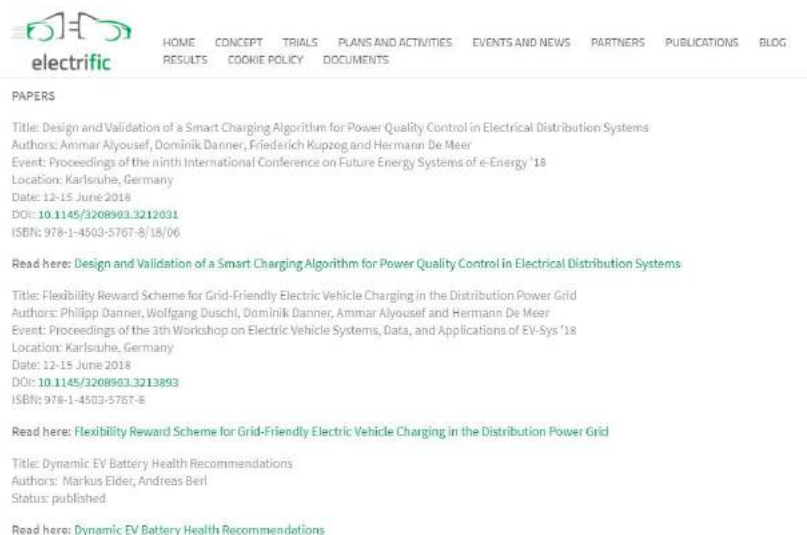 electrific
HOME CONCEPT TRIALS PLANS AND ACTIVITIES EVENTS AND NEWS PARTNERS PUBLICATIONS BLOG
RESULTS COOKIE POLICY DOCUMENTS
PAPERS
Title: Design and Validation of a Smart Charging Algorithm for Power Quality Control in Electrical Distribution Systems
Authors: Ammar Alyousef, Dominik Danner, Friederich Kupzog and Hermann De Meer
Event: Proceedings of the ninth International Conference on Future Energy Systems of e-Energy '18
Location: Karlsruhe, Germany
Date: 12-15 June 2018
DOI: 10.1145/3208903.3212031
ISBN: 978-1-4503-5767-8/18/06
Read here: Design and Validation of a Smart Charging Algorithm for Power Quality Control in Electrical Distribution Systems
Title: Flexibility Reward Scheme for Grid-Friendly Electric Vehicle Charging in the Distribution Power Grid
Authors: Philipp Danner, Wolfgang Duschl, Dominik Danner, Ammar Alyousef and Hermann De Meer
Event: Proceedings of the 3th Workshop on Electric Vehicle Systems, Data, and Applications of EV-Sys '18
Location: Karlsruhe, Germany
Date: 12-15 June 2018
DOI: 10.1145/3208903.3213893
ISBN: 978-1-4503-5767-8
Read here: Flexibility Reward Scheme for Grid-Friendly Electric Vehicle Charging in the Distribution Power Grid
Title: Dynamic EV Battery Health Recommendations
Authors: Markus Eider, Andreas Berl
Status: published
Read here: Dynamic EV Battery Health Recommendations